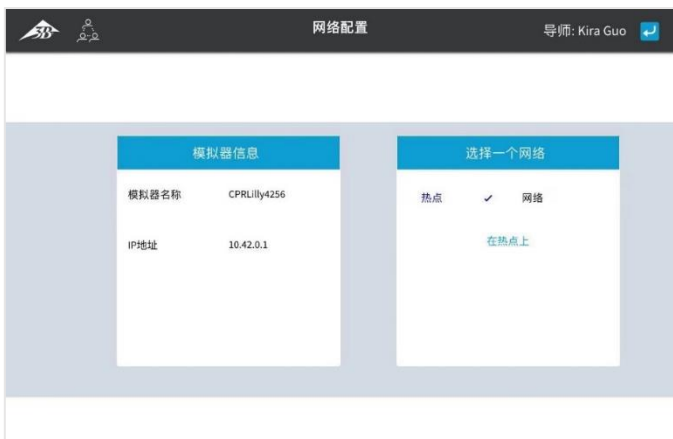 3B
网络配置
导师: Kira Guo
模拟器信息
模拟器名称 CPRLilly4256
IP地址 10.42.0.1
选择一个网络
热点 网络
在热点上